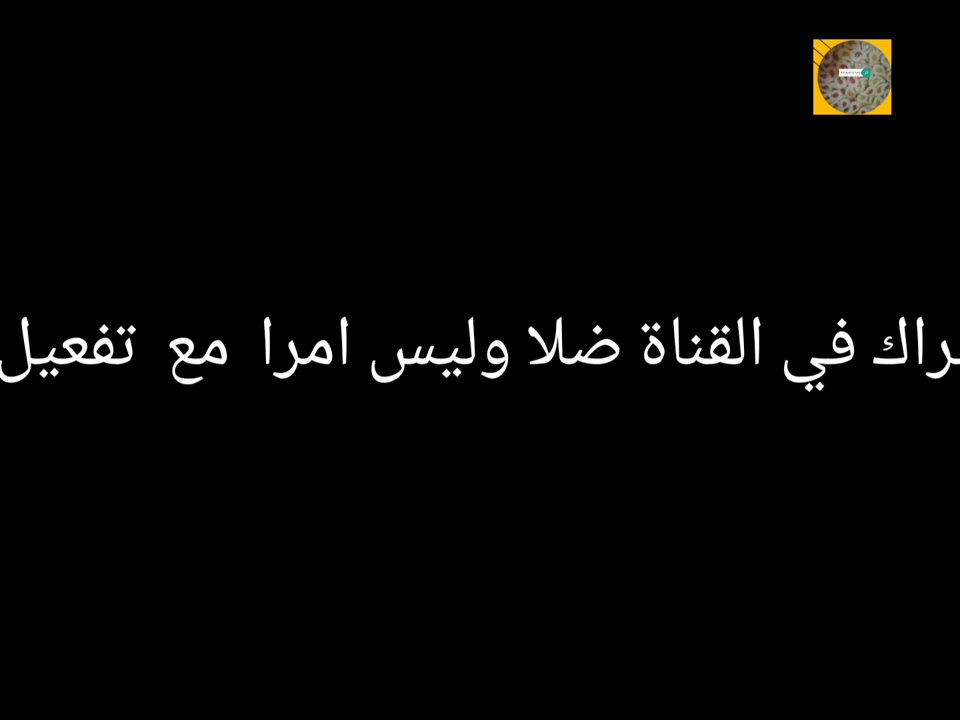 راك في القناة ضلا وليس امرا مع تفعيل